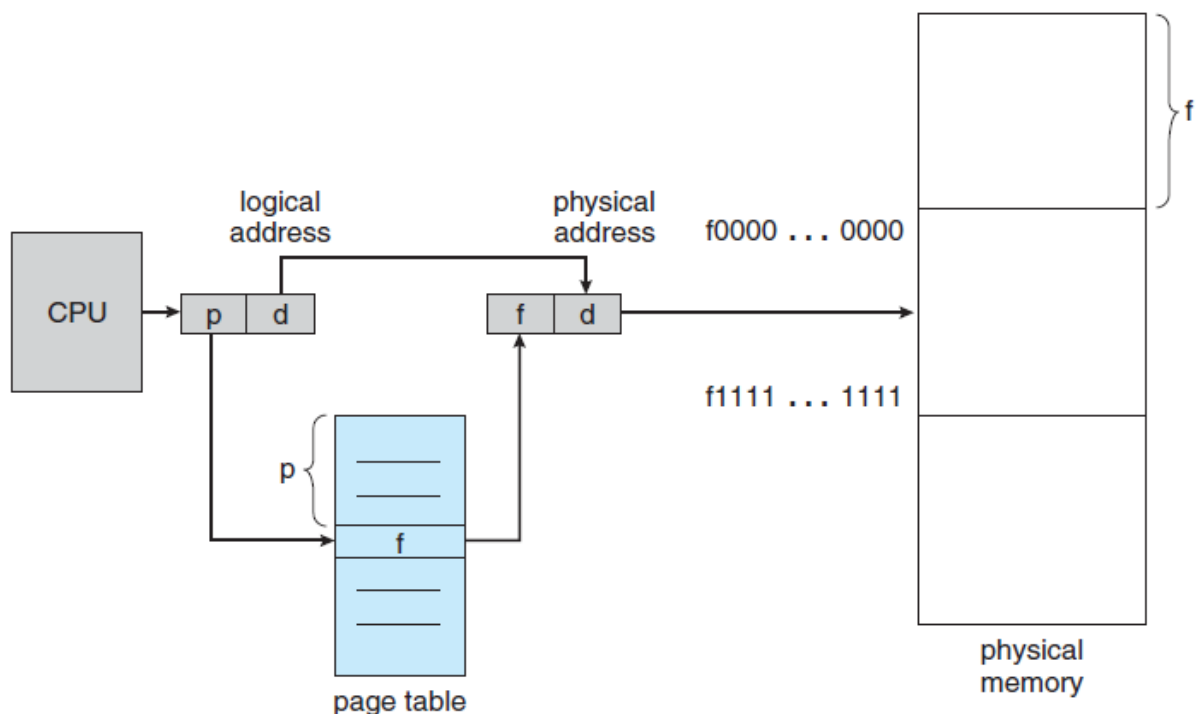 f
logical
address
physical
address
f0000 ... 0000
CPU
p d
f d
f1111 ... 1111
p
f
page table
physical
memory